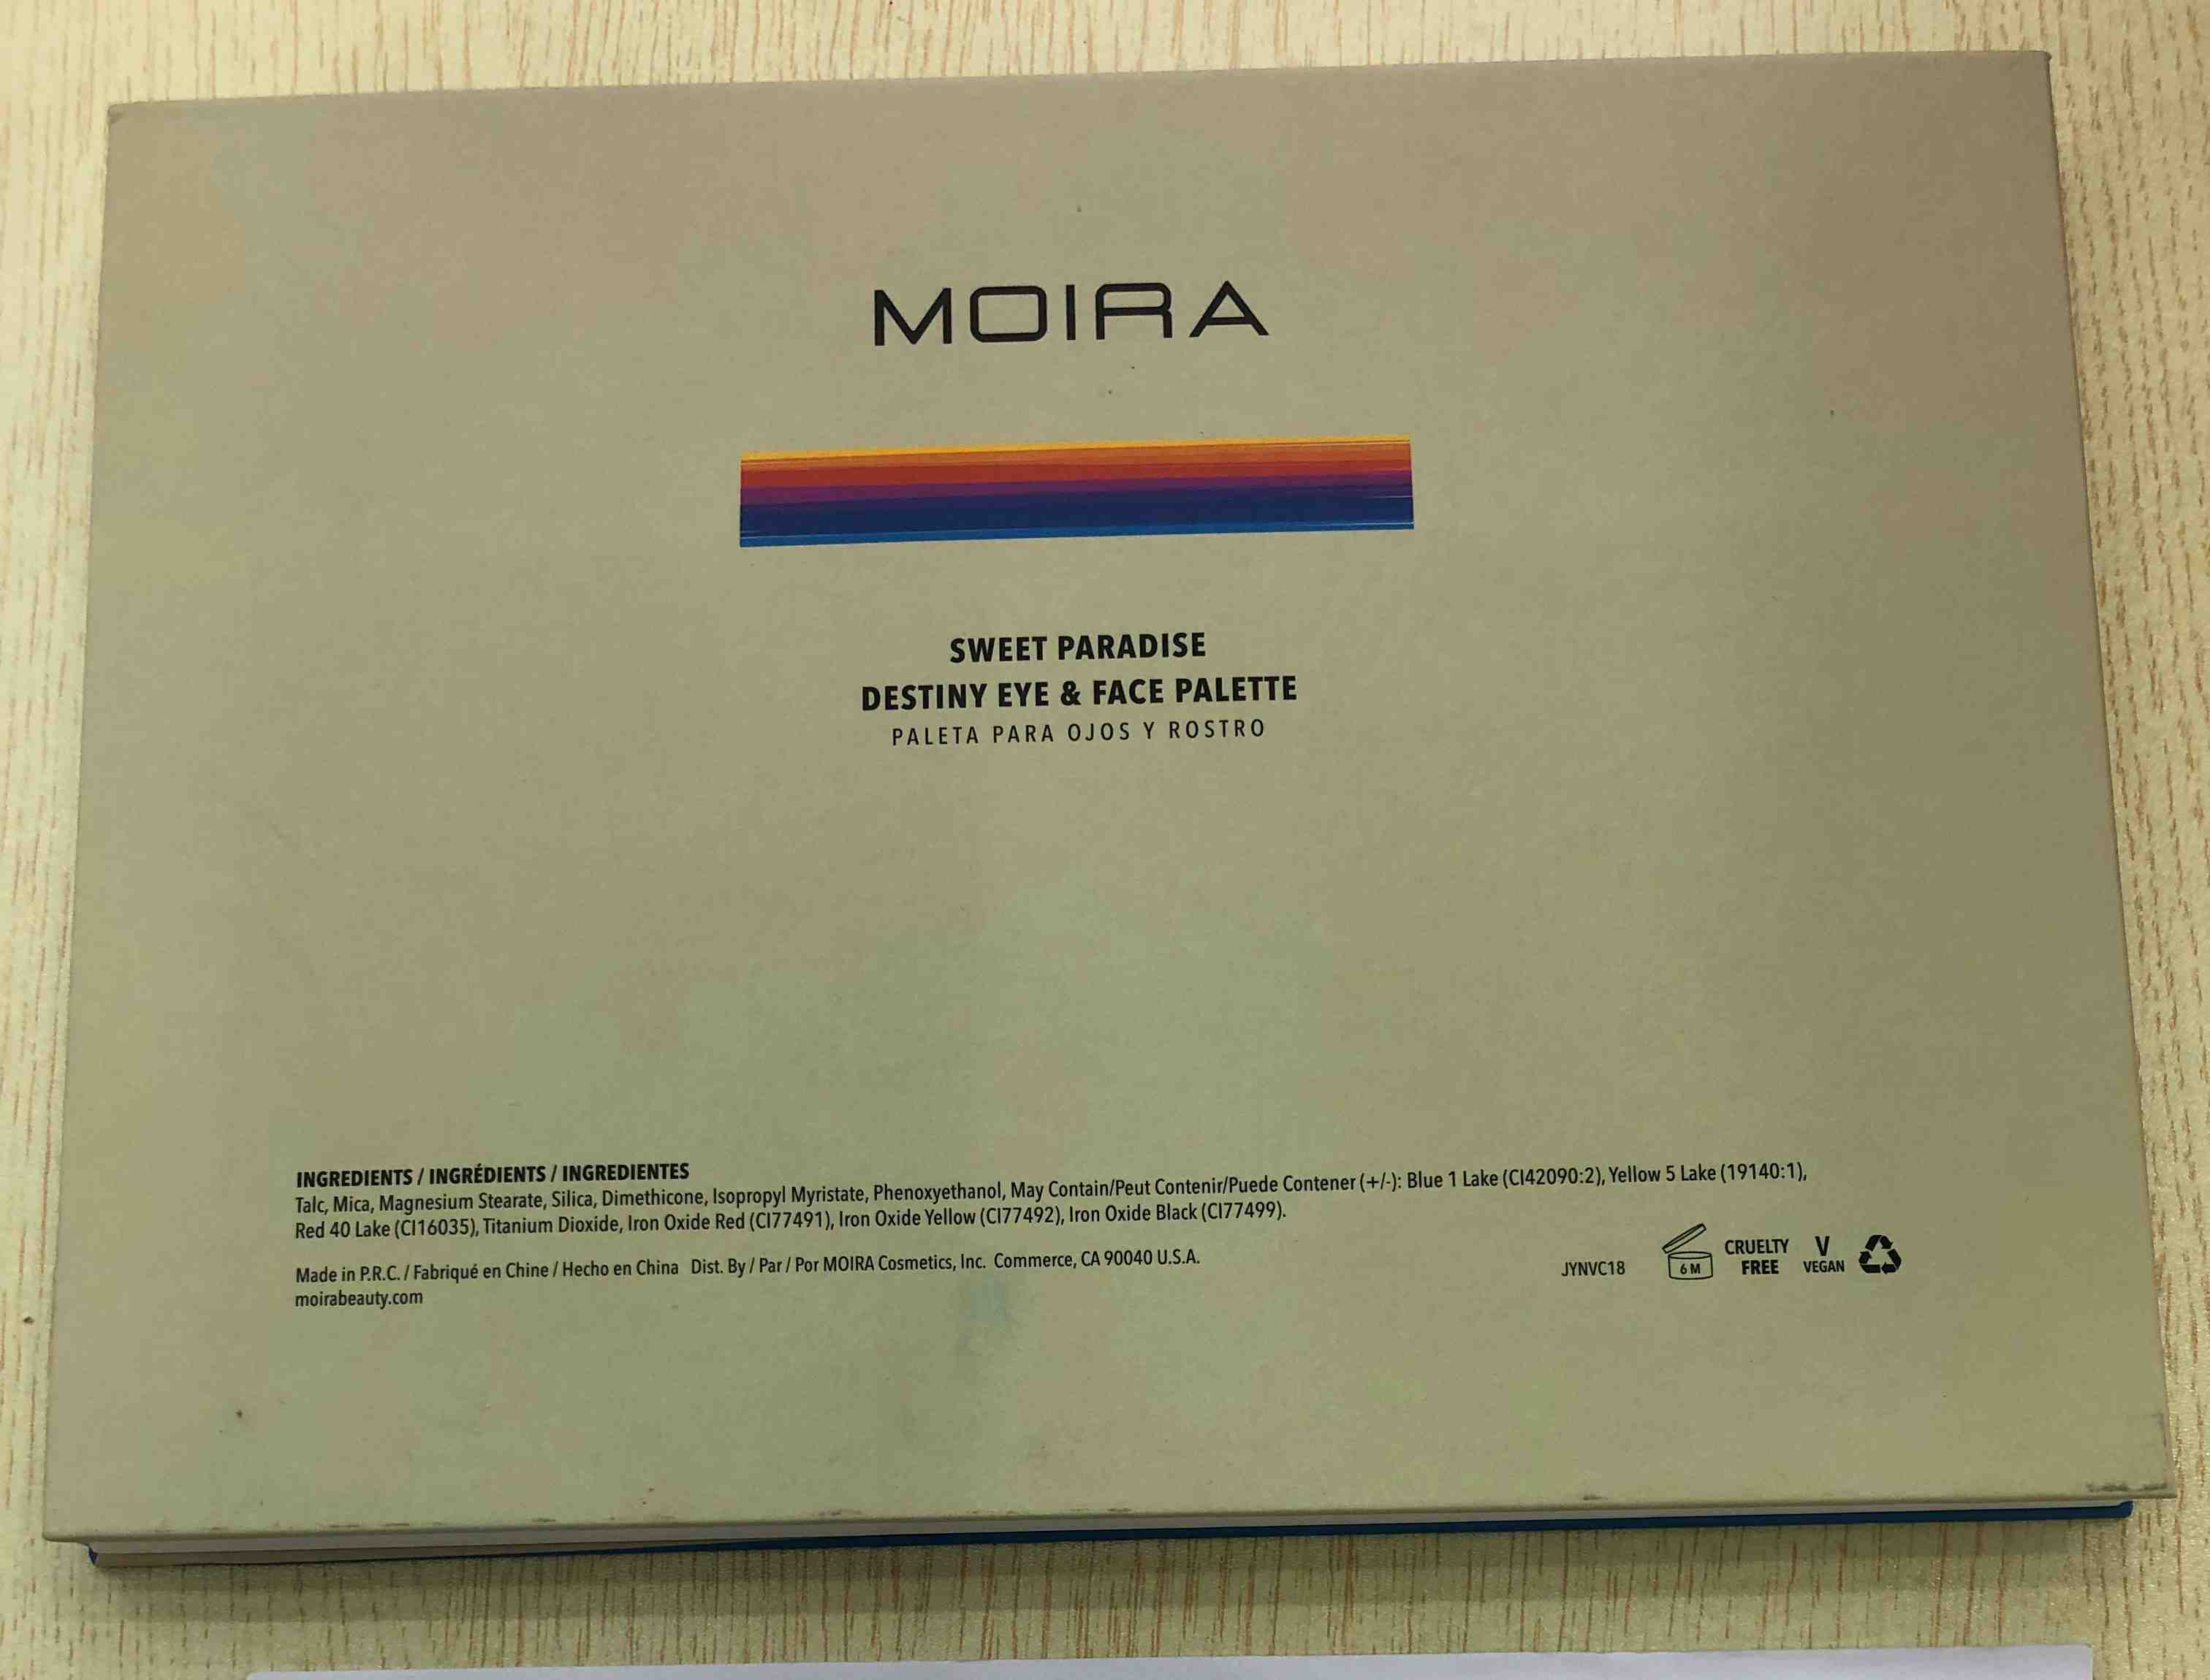 MOIRA
SWEET PARADISE
DESTINY EYE & FACE PALETTE
PALETA PARA OJOS Y ROSTRO
INGREDIENTS / INGRÉDIENTS / INGREDIENTES
Talc, Mica, Magnesium Stearate, Silica, Dimethicone, Isopropyl Myristate, Phenoxyethanol, May Contain/Peut Contenir/Puede Contener (+/-): Blue 1 Lake (CI42090:2), Yellow 5 Lake (19140:1),
Red 40 Lake (CI16035), Titanium Dioxide, Iron Oxide Red (CI77491), Iron Oxide Yellow (CI77492), Iron Oxide Black (CI77499).
Made in P.R.C. / Fabriqué en Chine / Hecho en China Dist. By / Par / Por MOIRA Cosmetics, Inc. Commerce, CA 90040 U.S.A.
moirabeauty.com
JYNVC18
6 M
CRUELTY
FREE
V
VEGAN